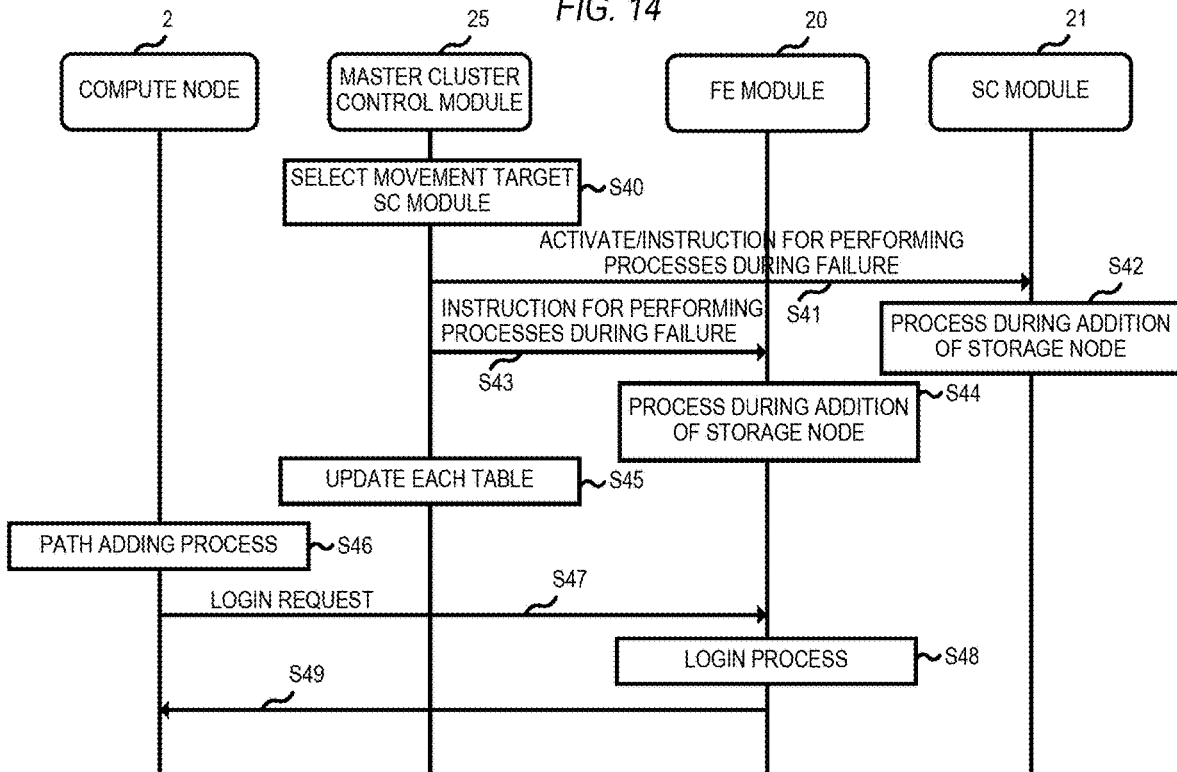 FIG. 14
2
25
20
21
COMPUTE NODE
MASTER CLUSTER
CONTROL MODULE
FE MODULE
SC MODULE
SELECT MOVEMENT TARGET
SC MODULE
S40
ACTIVATE/INSTRUCTION FOR PERFORMING
PROCESSES DURING FAILURE
S41
S42
PROCESS DURING ADDITION
OF STORAGE NODE
INSTRUCTION FOR PERFORMING
PROCESSES DURING FAILURE
S43
PROCESS DURING ADDITION
OF STORAGE NODE
S44
UPDATE EACH TABLE
S45
PATH ADDING PROCESS
S46
LOGIN REQUEST
S47
LOGIN PROCESS
S48
S49